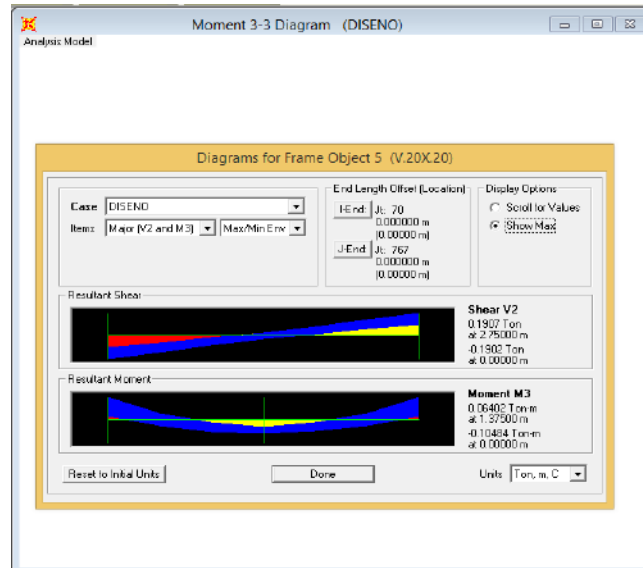 Moment 3-3 Diagram (DISENO)
Analysis Model
Diagrams for Frame Object 5 (V.20X.20)
Case DISENO
Items Major (V2 and M3) Max/Min Env
End Length Offset (Location)
I-End: Jt: 70
0.000000 m
(0.00000 m)
J-End: Jt: 767
0.000000 m
(0.00000 m)
Display Options
Scroll for Values
Show Max
Resultant Shear
Shear V2
0.1907 Ton
at 2.75000 m
-0.1902 Ton
at 0.00000 m
Resultant Moment
Moment M3
0.06402 Ton-m
at 1.37500 m
-0.10484 Ton-m
at 0.00000 m
Reset to Initial Units
Done
Units Ton, m, C